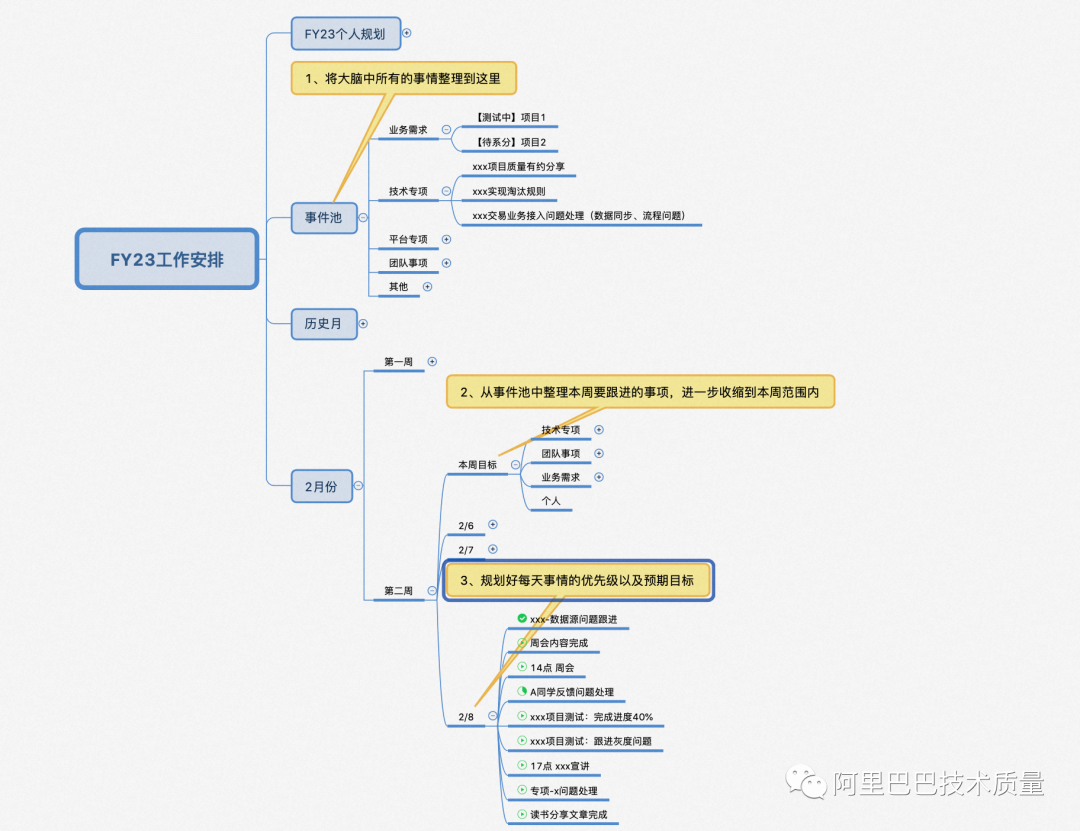 FY23个人规划
1、将大脑中所有的事情整理到这里
业务需求
【测试中】项目1
【待系分】项目2
xxx项目质量有约分享
技术专项
xxx实现淘汰规则
xxx交易业务接入问题处理（数据同步、流程问题）
事件池
平台专项
团队事项
其他
FY23工作安排
历史月
第一周
2、从事件池中整理本周要跟进的事项，进一步收缩到本周范围内
技术专项
团队事项
本周目标
业务需求
个人
2月份
2/6
2/7
3、规划好每天事情的优先级以及预期目标
第二周
xxx-数据源问题跟进
周会内容完成
14点 周会
A同学反馈问题处理
2/8
xxx项目测试：完成进度40%
xxx项目测试：跟进灰度问题
17点 xxx宣讲
专项-x问题处理
读书分享文章完成
阿里巴巴技术质量